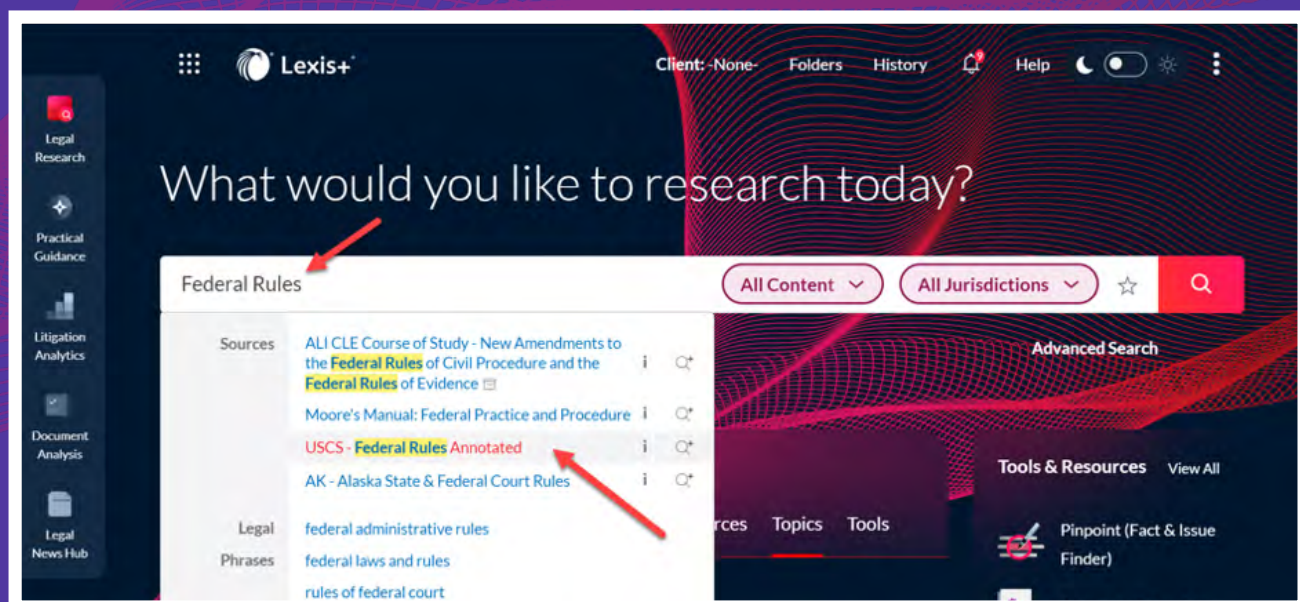 Lexis+
Client: -None-
Folders
History
9
Help
Legal
Research
Practical
Guidance
Litigation
Analytics
Document
Analysis
Legal
News Hub
What would you like to research today?
Federal Rules
All Content
All Jurisdictions
Advanced Search
Sources
ALI CLE Course of Study - New Amendments to
the Federal Rules of Civil Procedure and the
Federal Rules of Evidence
i
Moore's Manual: Federal Practice and Procedure
i
USCS - Federal Rules Annotated
i
AK - Alaska State & Federal Court Rules
i
Legal
Phrases
federal administrative rules
federal laws and rules
rules of federal court
rces
Topics
Tools
Tools & Resources
View All
Pinpoint (Fact & Issue
Finder)